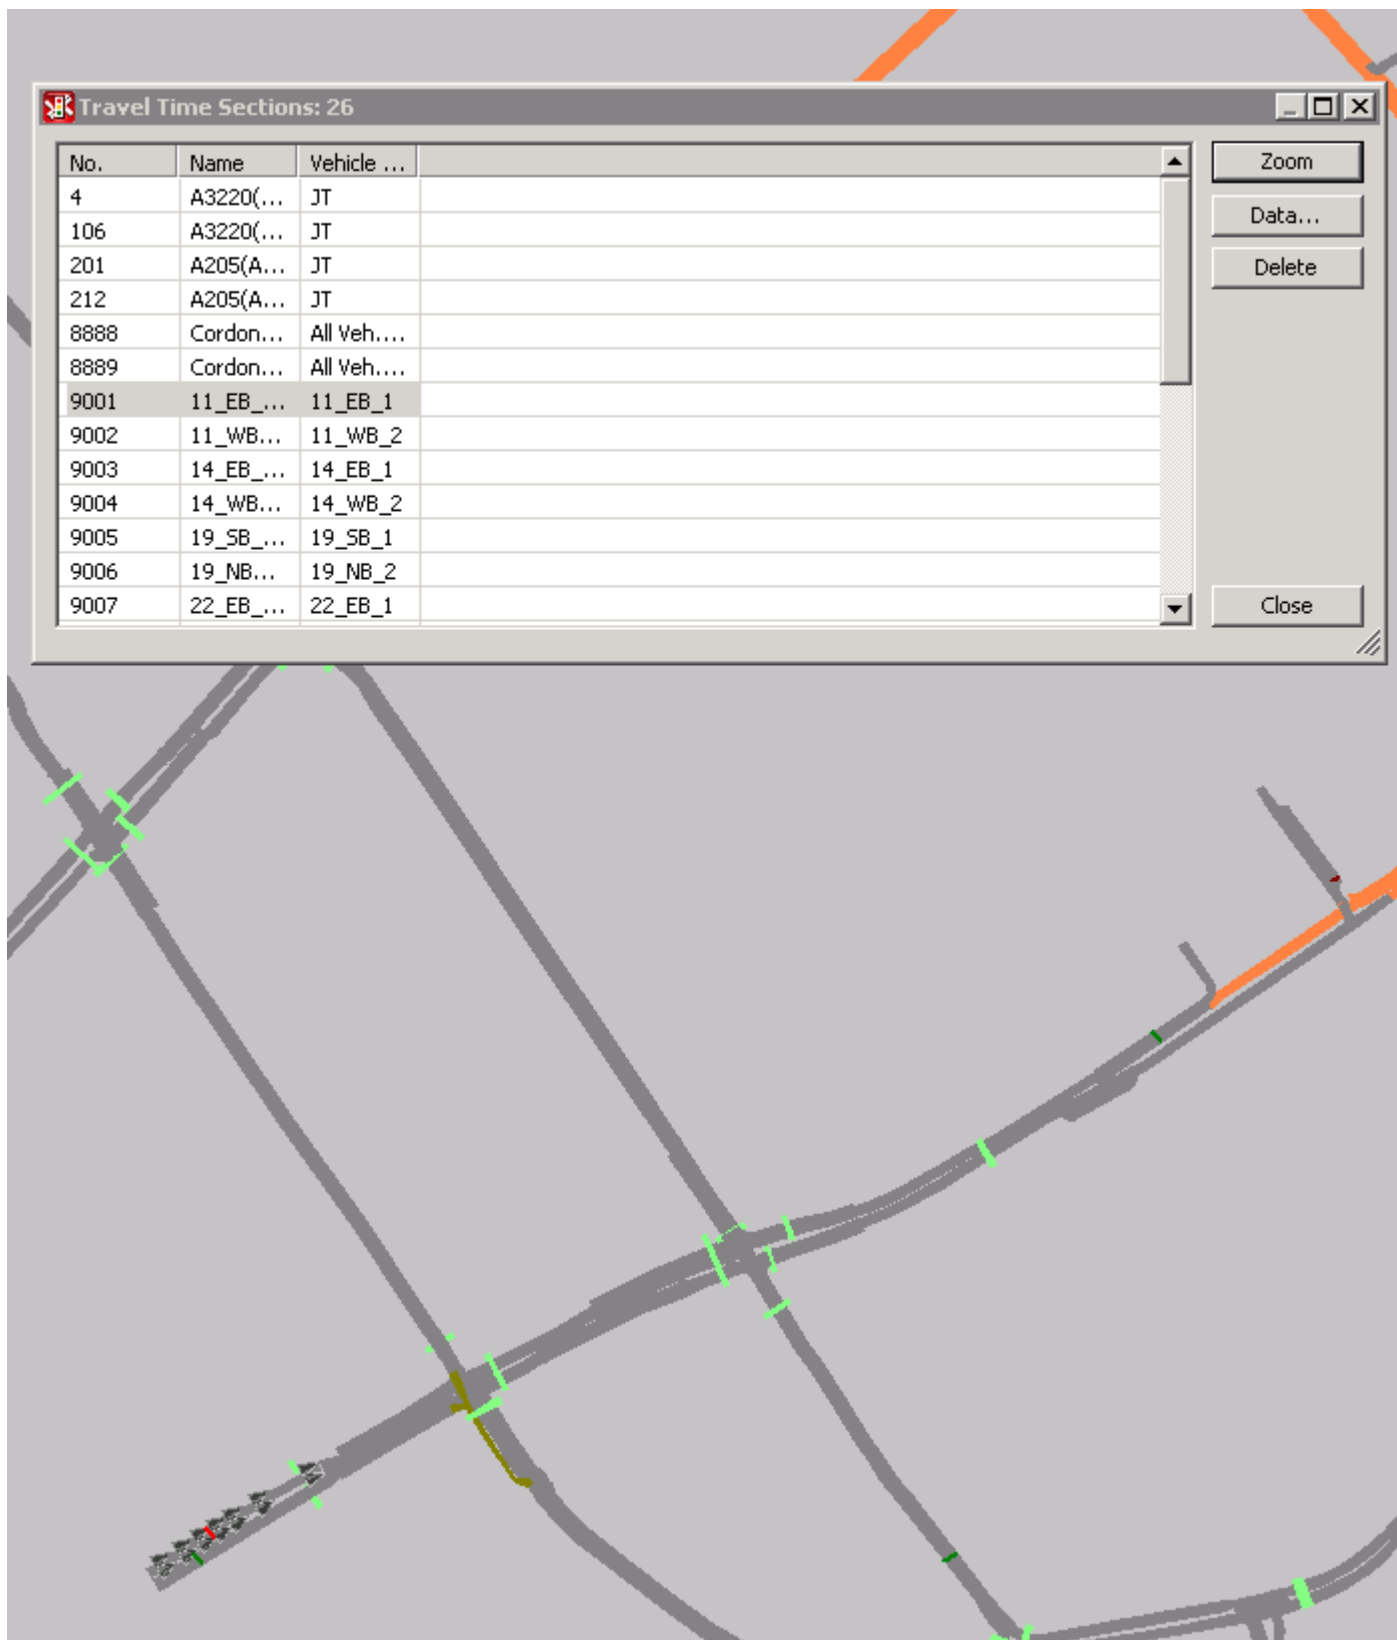 Travel Time Sections: 26
No. Name Vehicle ... Zoom
4 A3220(... JT
106 A3220(... JT Data...
201 A205(A... JT Delete
212 A205(A... JT
8888 Cordon... All Veh....
8889 Cordon... All Veh....
9001 11_EB_... 11_EB_1
9002 11_WB... 11_WB_2
9003 14_EB_... 14_EB_1
9004 14_WB... 14_WB_2
9005 19_SB_... 19_SB_1
9006 19_NB... 19_NB_2
9007 22_EB_... 22_EB_1 Close